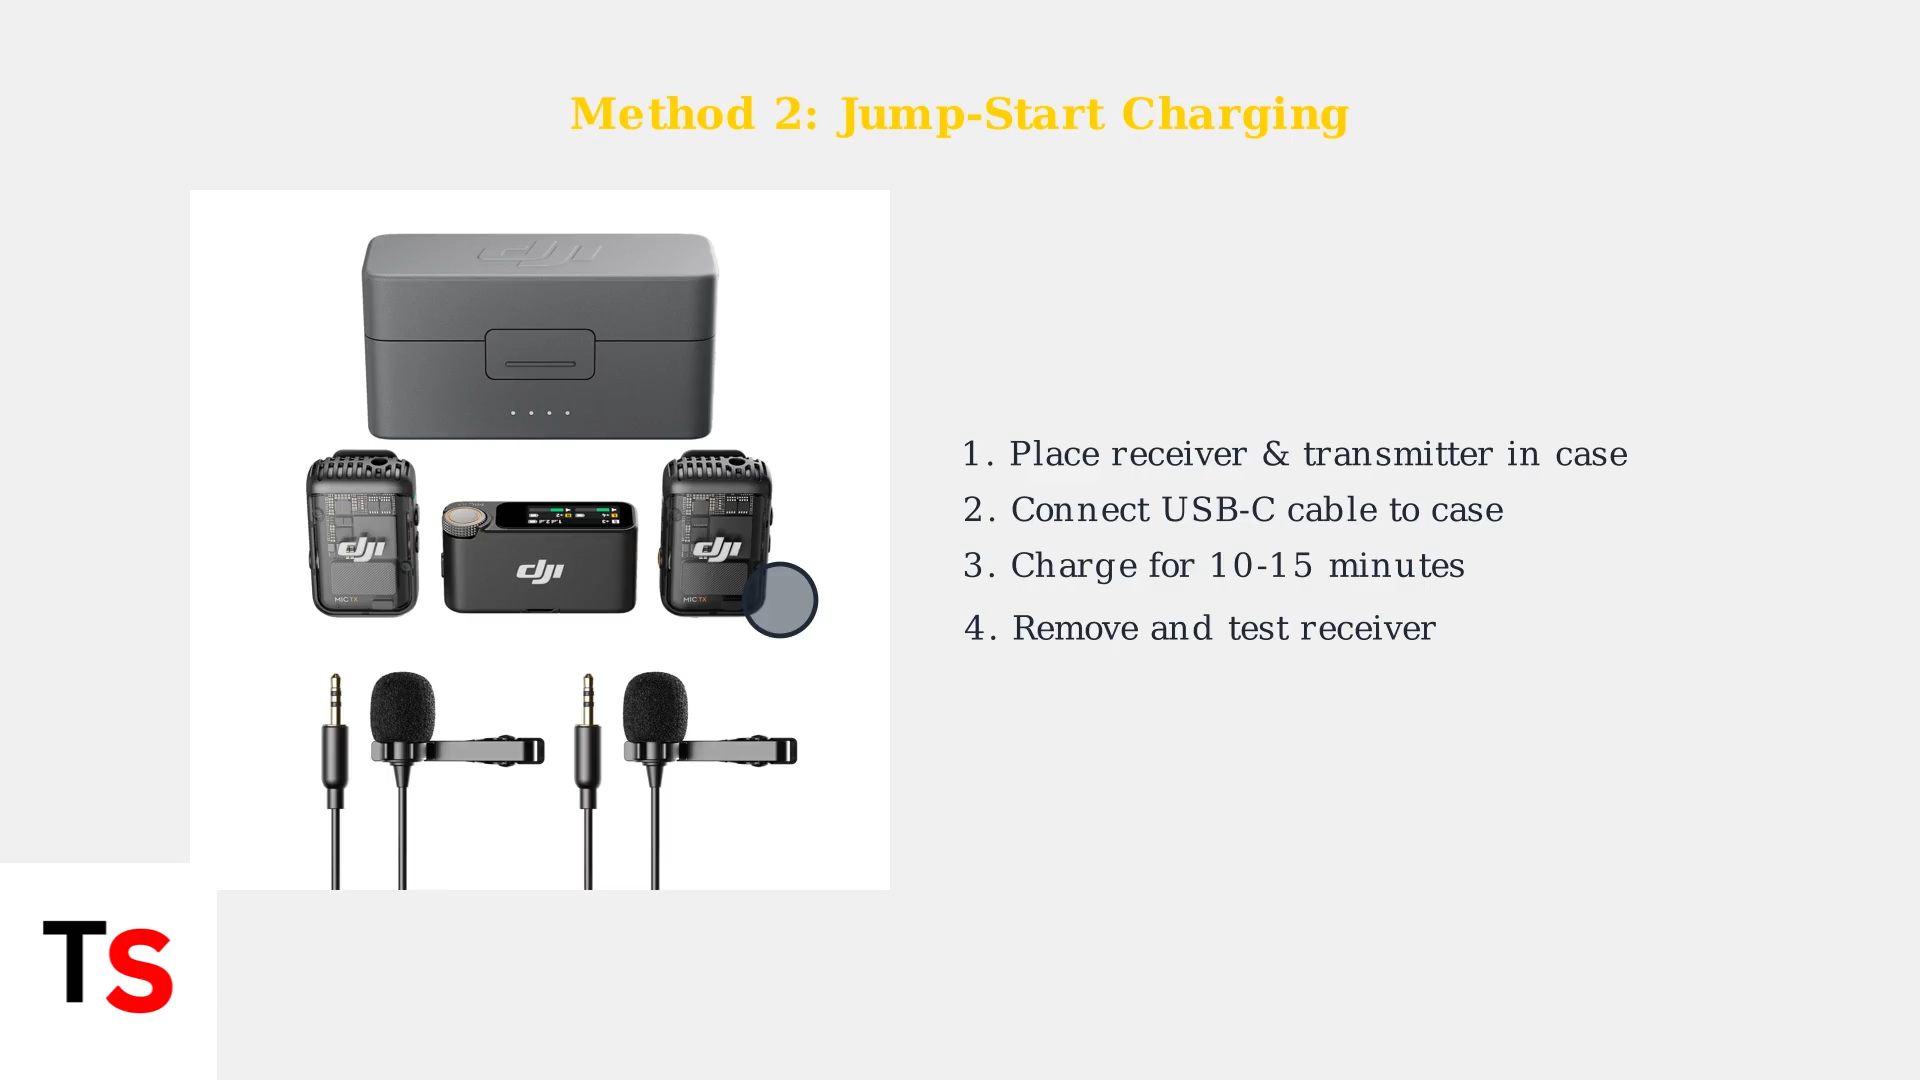 Method 2: Jump-Start Charging
dji
dji
dji
dji
MIC TX
MIC TX
1. Place receiver & transmitter in case
2. Connect USB-C cable to case
3. Charge for 10-15 minutes
4. Remove and test receiver
TS